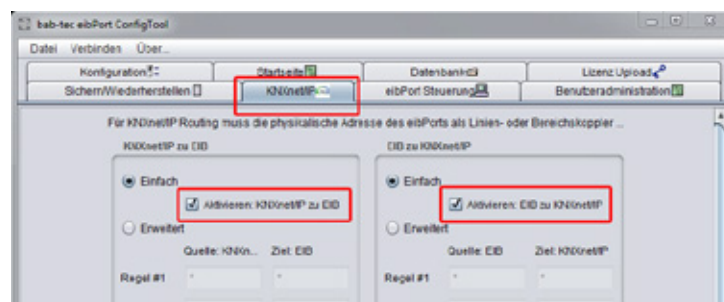 bab-tec eibPort ConfigTool
Datei Verbinden Über...
Konfiguration Startseite Datenbank Lizenz Upload
Sichern/Wiederherstellen KNXnet/IP eibPort Steuerung Benutzeradministration
Für KNXnet/IP Routing muss die physikalische Adresse des eibPorts als Linien- oder Bereichskoppler ...
KNXnet/IP zu EIB EIB zu KNXnet/IP
Einfach Einfach
Aktivieren: KNXnet/IP zu EIB Aktivieren: EIB zu KNXnet/IP
Erweitert Erweitert
Quelle: KNXn... Ziel: EIB Quelle: EIB Ziel: KNXnet/IP
Regel #1 * * Regel #1 * *